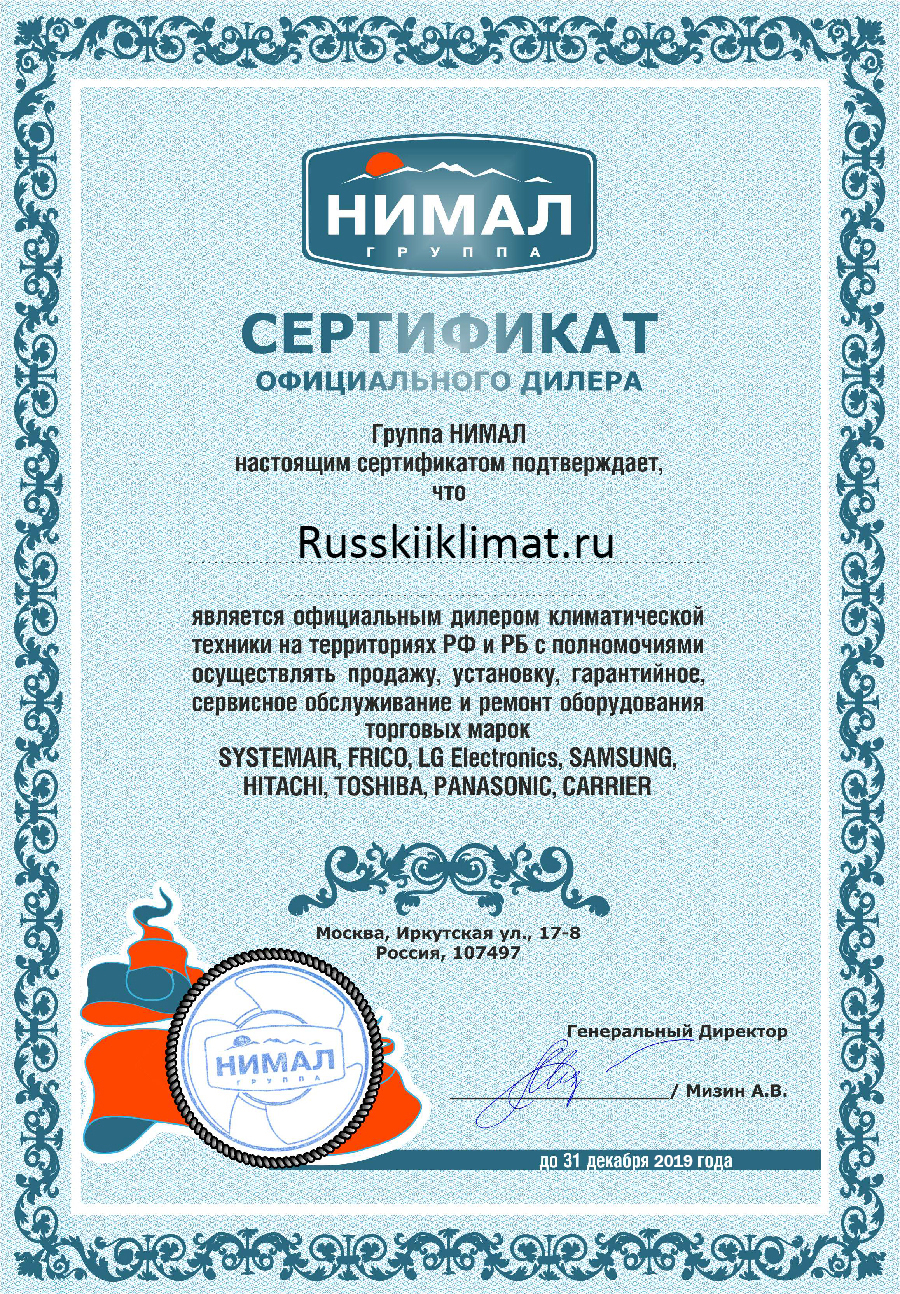 НИМАЛ
ГРУППА
СЕРТИФИКАТ
ОФИЦИАЛЬНОГО ДИЛЕРА
Группа НИМАЛ
настоящим сертификатом подтверждает,
что
Russkiiklimat.ru
является официальным дилером климатической
техники на территориях РФ и РБ с полномочиями
осуществлять продажу, установку, гарантийное,
сервисное обслуживание и ремонт оборудования
торговых марок
SYSTEMAIR, FRICO, LG Electronics, SAMSUNG,
HITACHI, TOSHIBA, PANASONIC, CARRIER
Москва, Иркутская ул., 17-8
Россия, 107497
НИМАЛ
ГРУППА
Генеральный Директор
/ Мизин А.В.
до 31 декабря 2019 года